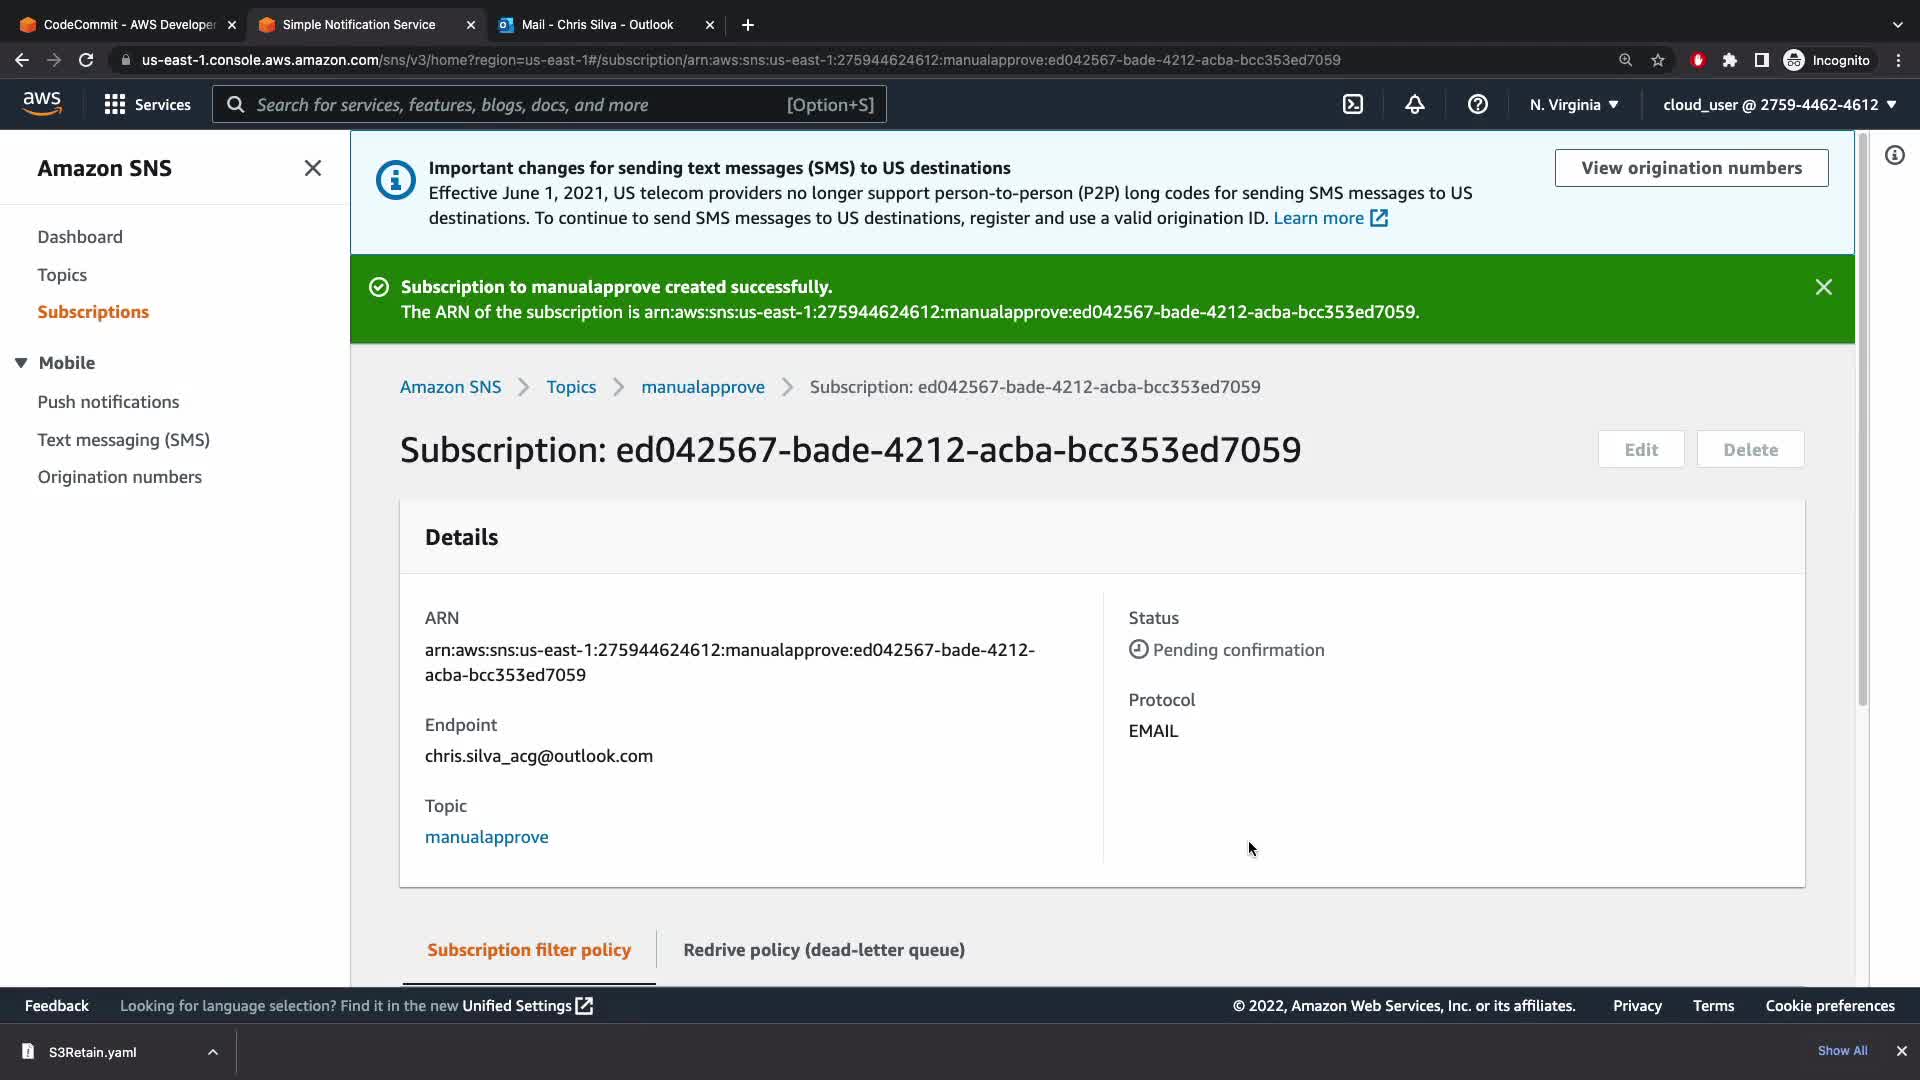 CodeCommit - AWS Developer
Simple Notification Service
Mail - Chris Silva - Outlook
us-east-1.console.aws.amazon.com/sns/v3/home?region=us-east-1#/subscription/arn:aws:sns:us-east-1:275944624612:manualapprove:ed042567-bade-4212-acba-bcc353ed7059
Incognito
aws
Services
Search for services, features, blogs, docs, and more
[Option+S]
N. Virginia
cloud_user @ 2759-4462-4612
Amazon SNS
Dashboard
Topics
Subscriptions
Mobile
Push notifications
Text messaging (SMS)
Origination numbers
Important changes for sending text messages (SMS) to US destinations
Effective June 1, 2021, US telecom providers no longer support person-to-person (P2P) long codes for sending SMS messages to US
destinations. To continue to send SMS messages to US destinations, register and use a valid origination ID. Learn more
View origination numbers
Subscription to manualapprove created successfully.
The ARN of the subscription is arn:aws:sns:us-east-1:275944624612:manualapprove:ed042567-bade-4212-acba-bcc353ed7059.
Amazon SNS
Topics
manualapprove
Subscription: ed042567-bade-4212-acba-bcc353ed7059
Subscription: ed042567-bade-4212-acba-bcc353ed7059
Edit
Delete
Details
ARN
arn:aws:sns:us-east-1:275944624612:manualapprove:ed042567-bade-4212-
acba-bcc353ed7059
Endpoint
chris.silva_acg@outlook.com
Topic
manualapprove
Status
Pending confirmation
Protocol
EMAIL
Subscription filter policy
Redrive policy (dead-letter queue)
Feedback
Looking for language selection? Find it in the new Unified Settings
© 2022, Amazon Web Services, Inc. or its affiliates.
Privacy
Terms
Cookie preferences
S3Retain.yaml
Show All